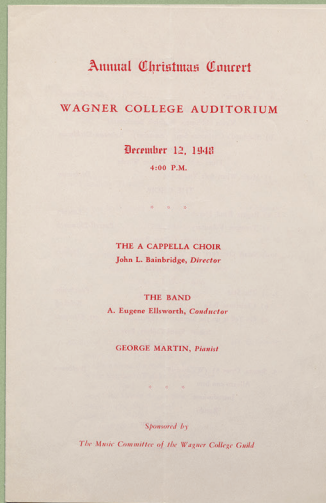 Annual Christmas Concert
WAGNER COLLEGE AUDITORIUM
December 12, 1948
4:00 P.M.
THE A CAPPELLA CHOIR
John L. Bainbridge, Director
THE BAND
A. Eugene Ellsworth, Conductor
GEORGE MARTIN, Pianist
Sponsored by
The Music Committee of the Wagner College Guild